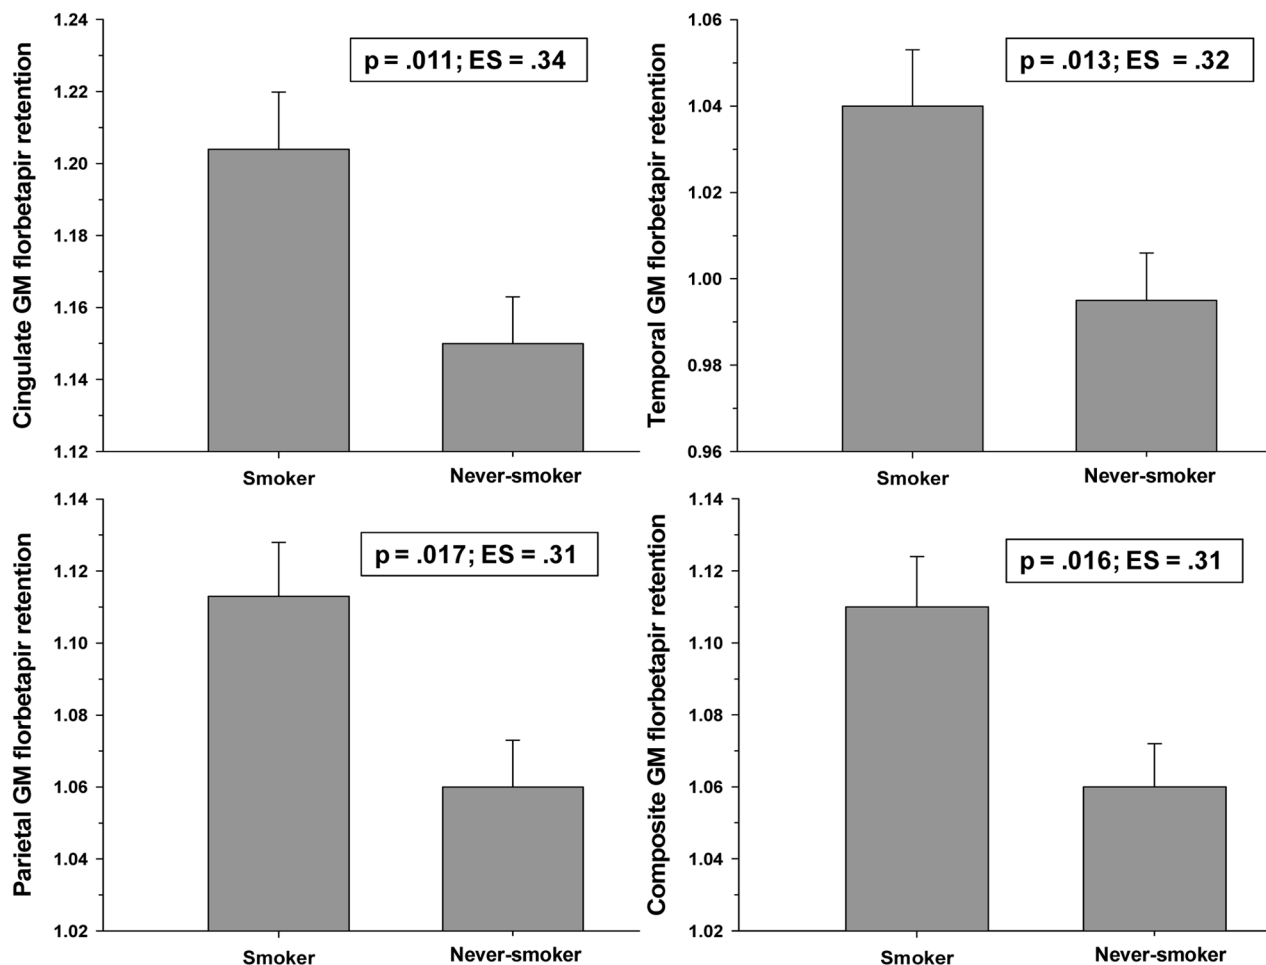 Cingulate GM florbetapir retention
1.24
1.22
1.20
1.18
1.16
1.14
1.12
p = .011; ES = .34
Smoker
Never-smoker
Temporal GM florbetapir retention
1.06
1.04
1.02
1.00
0.98
0.96
p = .013; ES = .32
Smoker
Never-smoker
Parietal GM florbetapir retention
1.14
1.12
1.10
1.08
1.06
1.04
1.02
p = .017; ES = .31
Smoker
Never-smoker
Composite GM florbetapir retention
1.14
1.12
1.10
1.08
1.06
1.04
1.02
p = .016; ES = .31
Smoker
Never-smoker